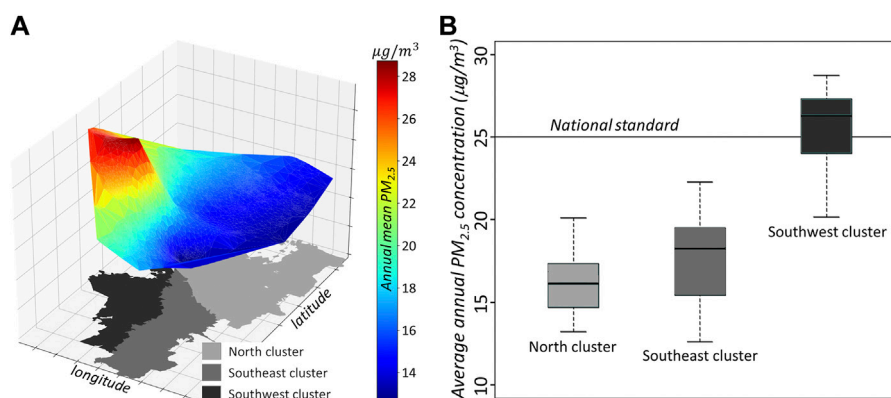 A
μg/m³
28
26
24
22
20
18
16
14
Annual mean PM2.5
latitude
longitude
North cluster
Southeast cluster
Southwest cluster
B
Average annual PM2.5 concentration (μg/m³)
30
25
20
15
10
National standard
Southwest cluster
North cluster
Southeast cluster